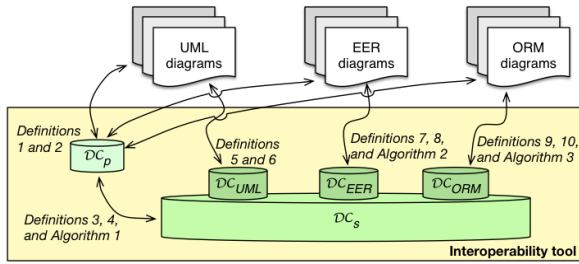 UML
diagrams
EER
diagrams
ORM
diagrams
Definitions
1 and 2
𝒟𝒞p
Definitions
5 and 6
Definitions 7, 8,
and Algorithm 2
Definitions 9, 10,
and Algorithm 3
𝒟𝒞UML
𝒟𝒞EER
𝒟𝒞ORM
Definitions 3, 4,
and Algorithm 1
𝒟𝒞s
Interoperability tool